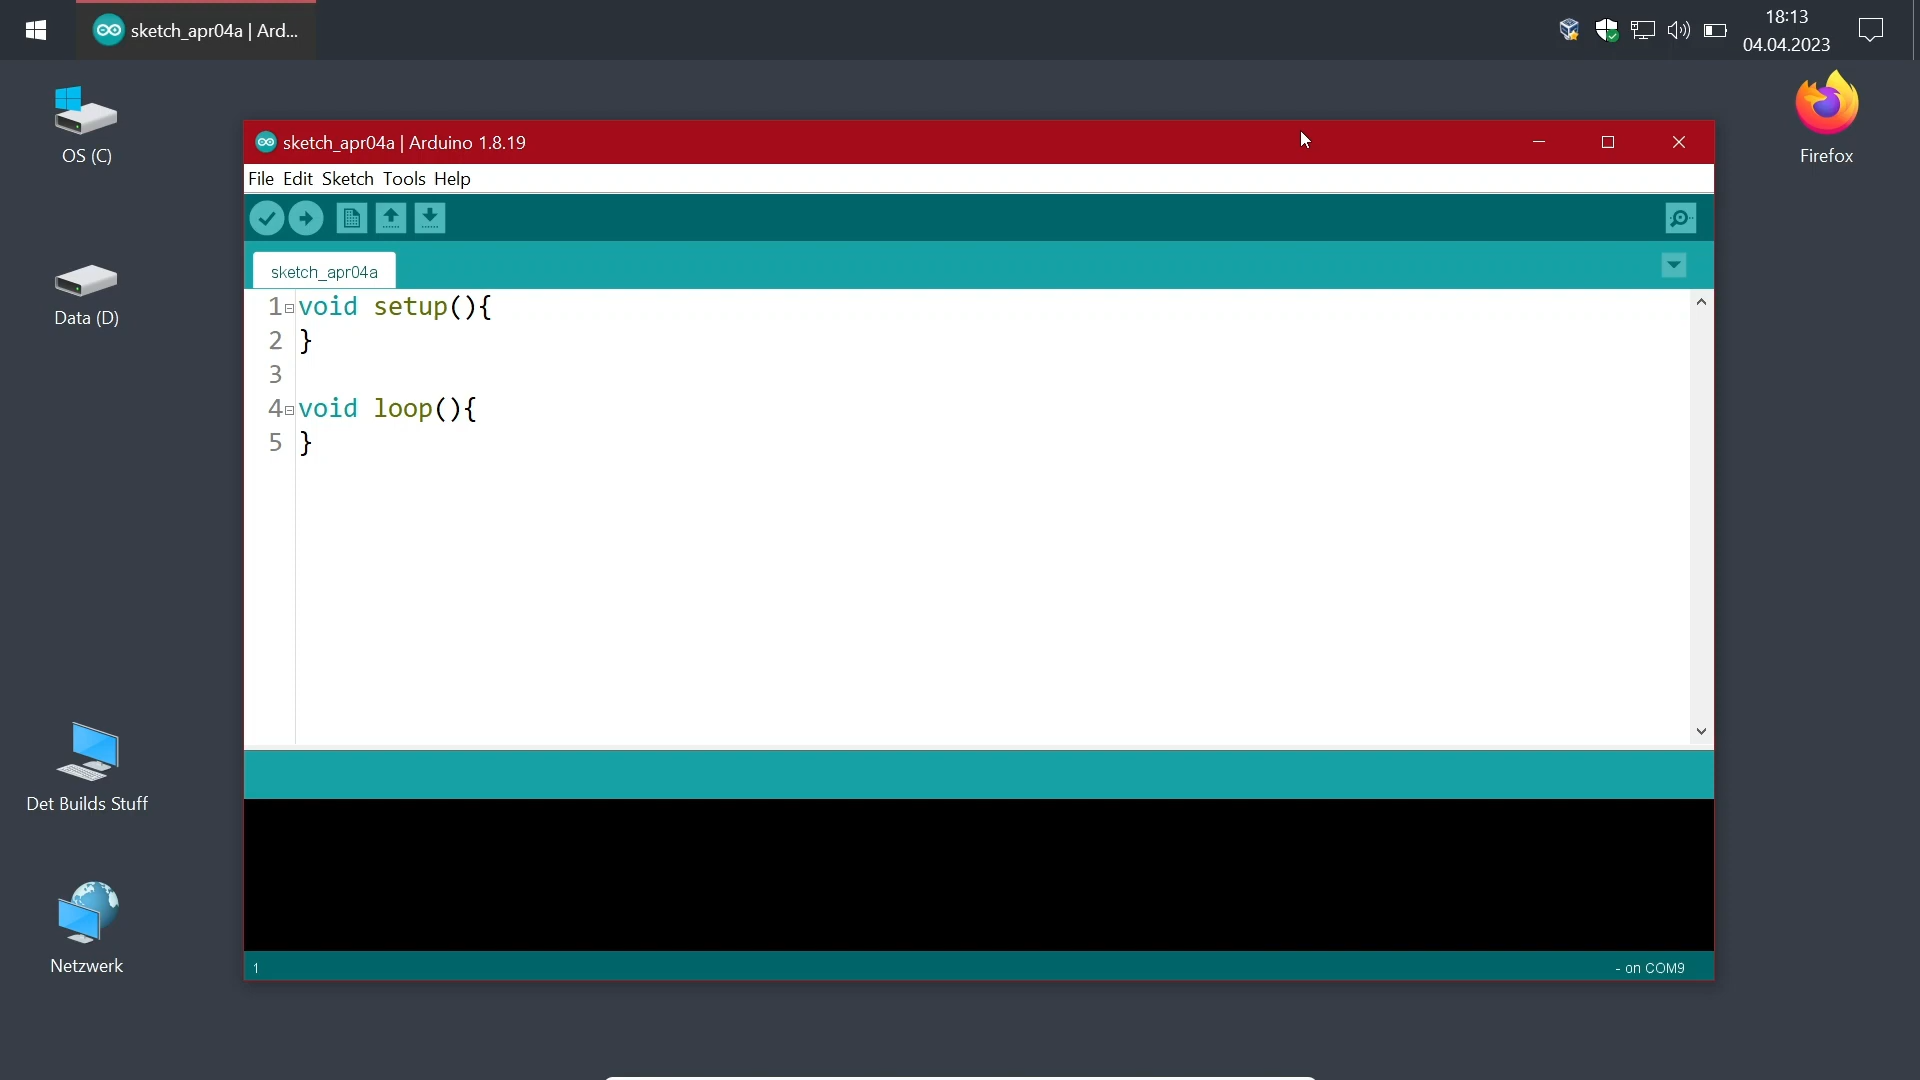 sketch_apr04a | Ard...
18:13
04.04.2023
OS (C)
Firefox
sketch_apr04a | Arduino 1.8.19
File Edit Sketch Tools Help
sketch_apr04a
1 void setup(){
2 }
3
4 void loop(){
5 }
Data (D)
Det Builds Stuff
Netzwerk
1
- on COM9